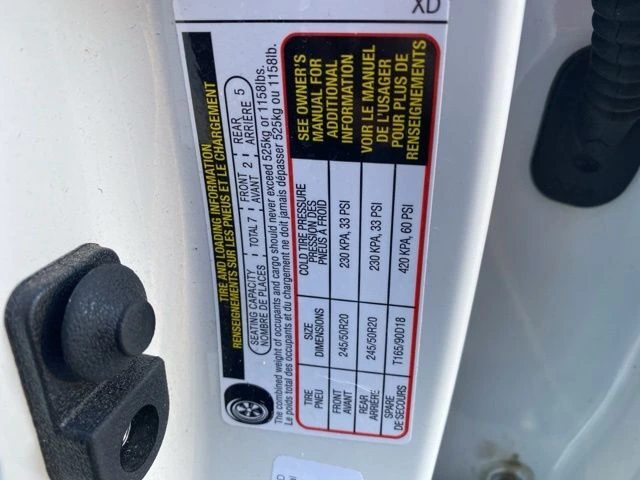 XD
TIRE AND LOADING INFORMATION
RENSEIGNEMENTS SUR LES PNEUS ET LE CHARGEMENT
SEATING CAPACITY TOTAL 7 FRONT 2 REAR 5
NOMBRE DE PLACES AVANT ARRIÈRE
The combined weight of occupants and cargo should never exceed 525kg or 1158lbs.
Le poids total des occupants et du chargement ne doit jamais dépasser 525kg ou 1158lb.
TIRE SIZE COLD TIRE PRESSURE
PNEU DIMENSIONS PRESSION DES
PNEUS À FROID
FRONT 245/50R20 230 KPA, 33 PSI
AVANT
REAR 245/50R20 230 KPA, 33 PSI
ARRIÈRE
SPARE T165/90D18 420 KPA, 60 PSI
DE SECOURS
SEE OWNER'S
MANUAL FOR
ADDITIONAL
INFORMATION
VOIR LE MANUEL
DE L'USAGER
POUR PLUS DE
RENSEIGNEMENTS